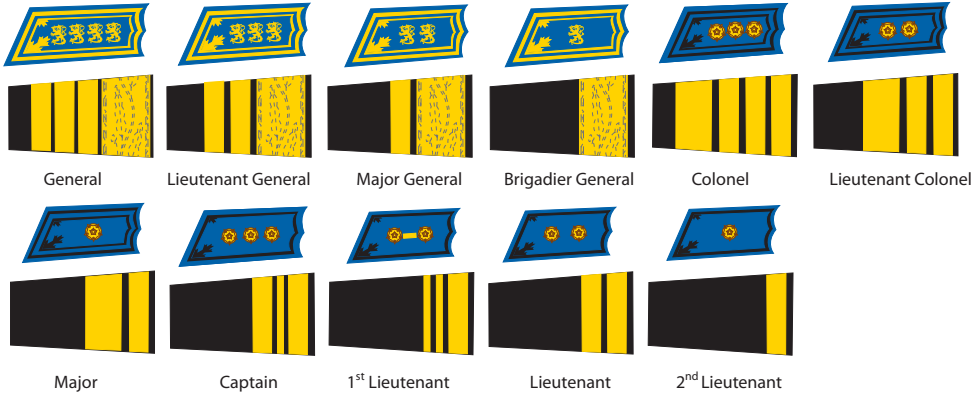 General
Lieutenant General
Major General
Brigadier General
Colonel
Lieutenant Colonel
Major
Captain
1st Lieutenant
Lieutenant
2nd Lieutenant